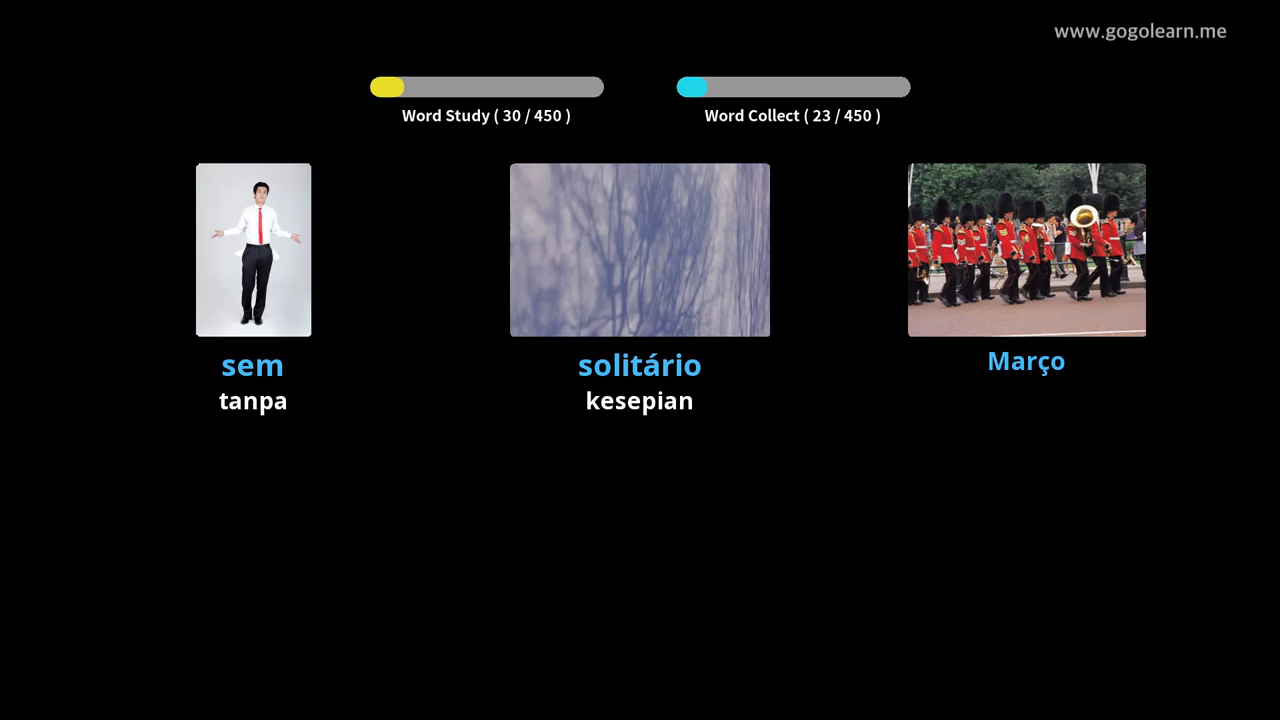 www.gogolearn.me
Word Study ( 30 / 450 )
Word Collect ( 23 / 450 )
sem
tanpa
solitário
kesepian
Março